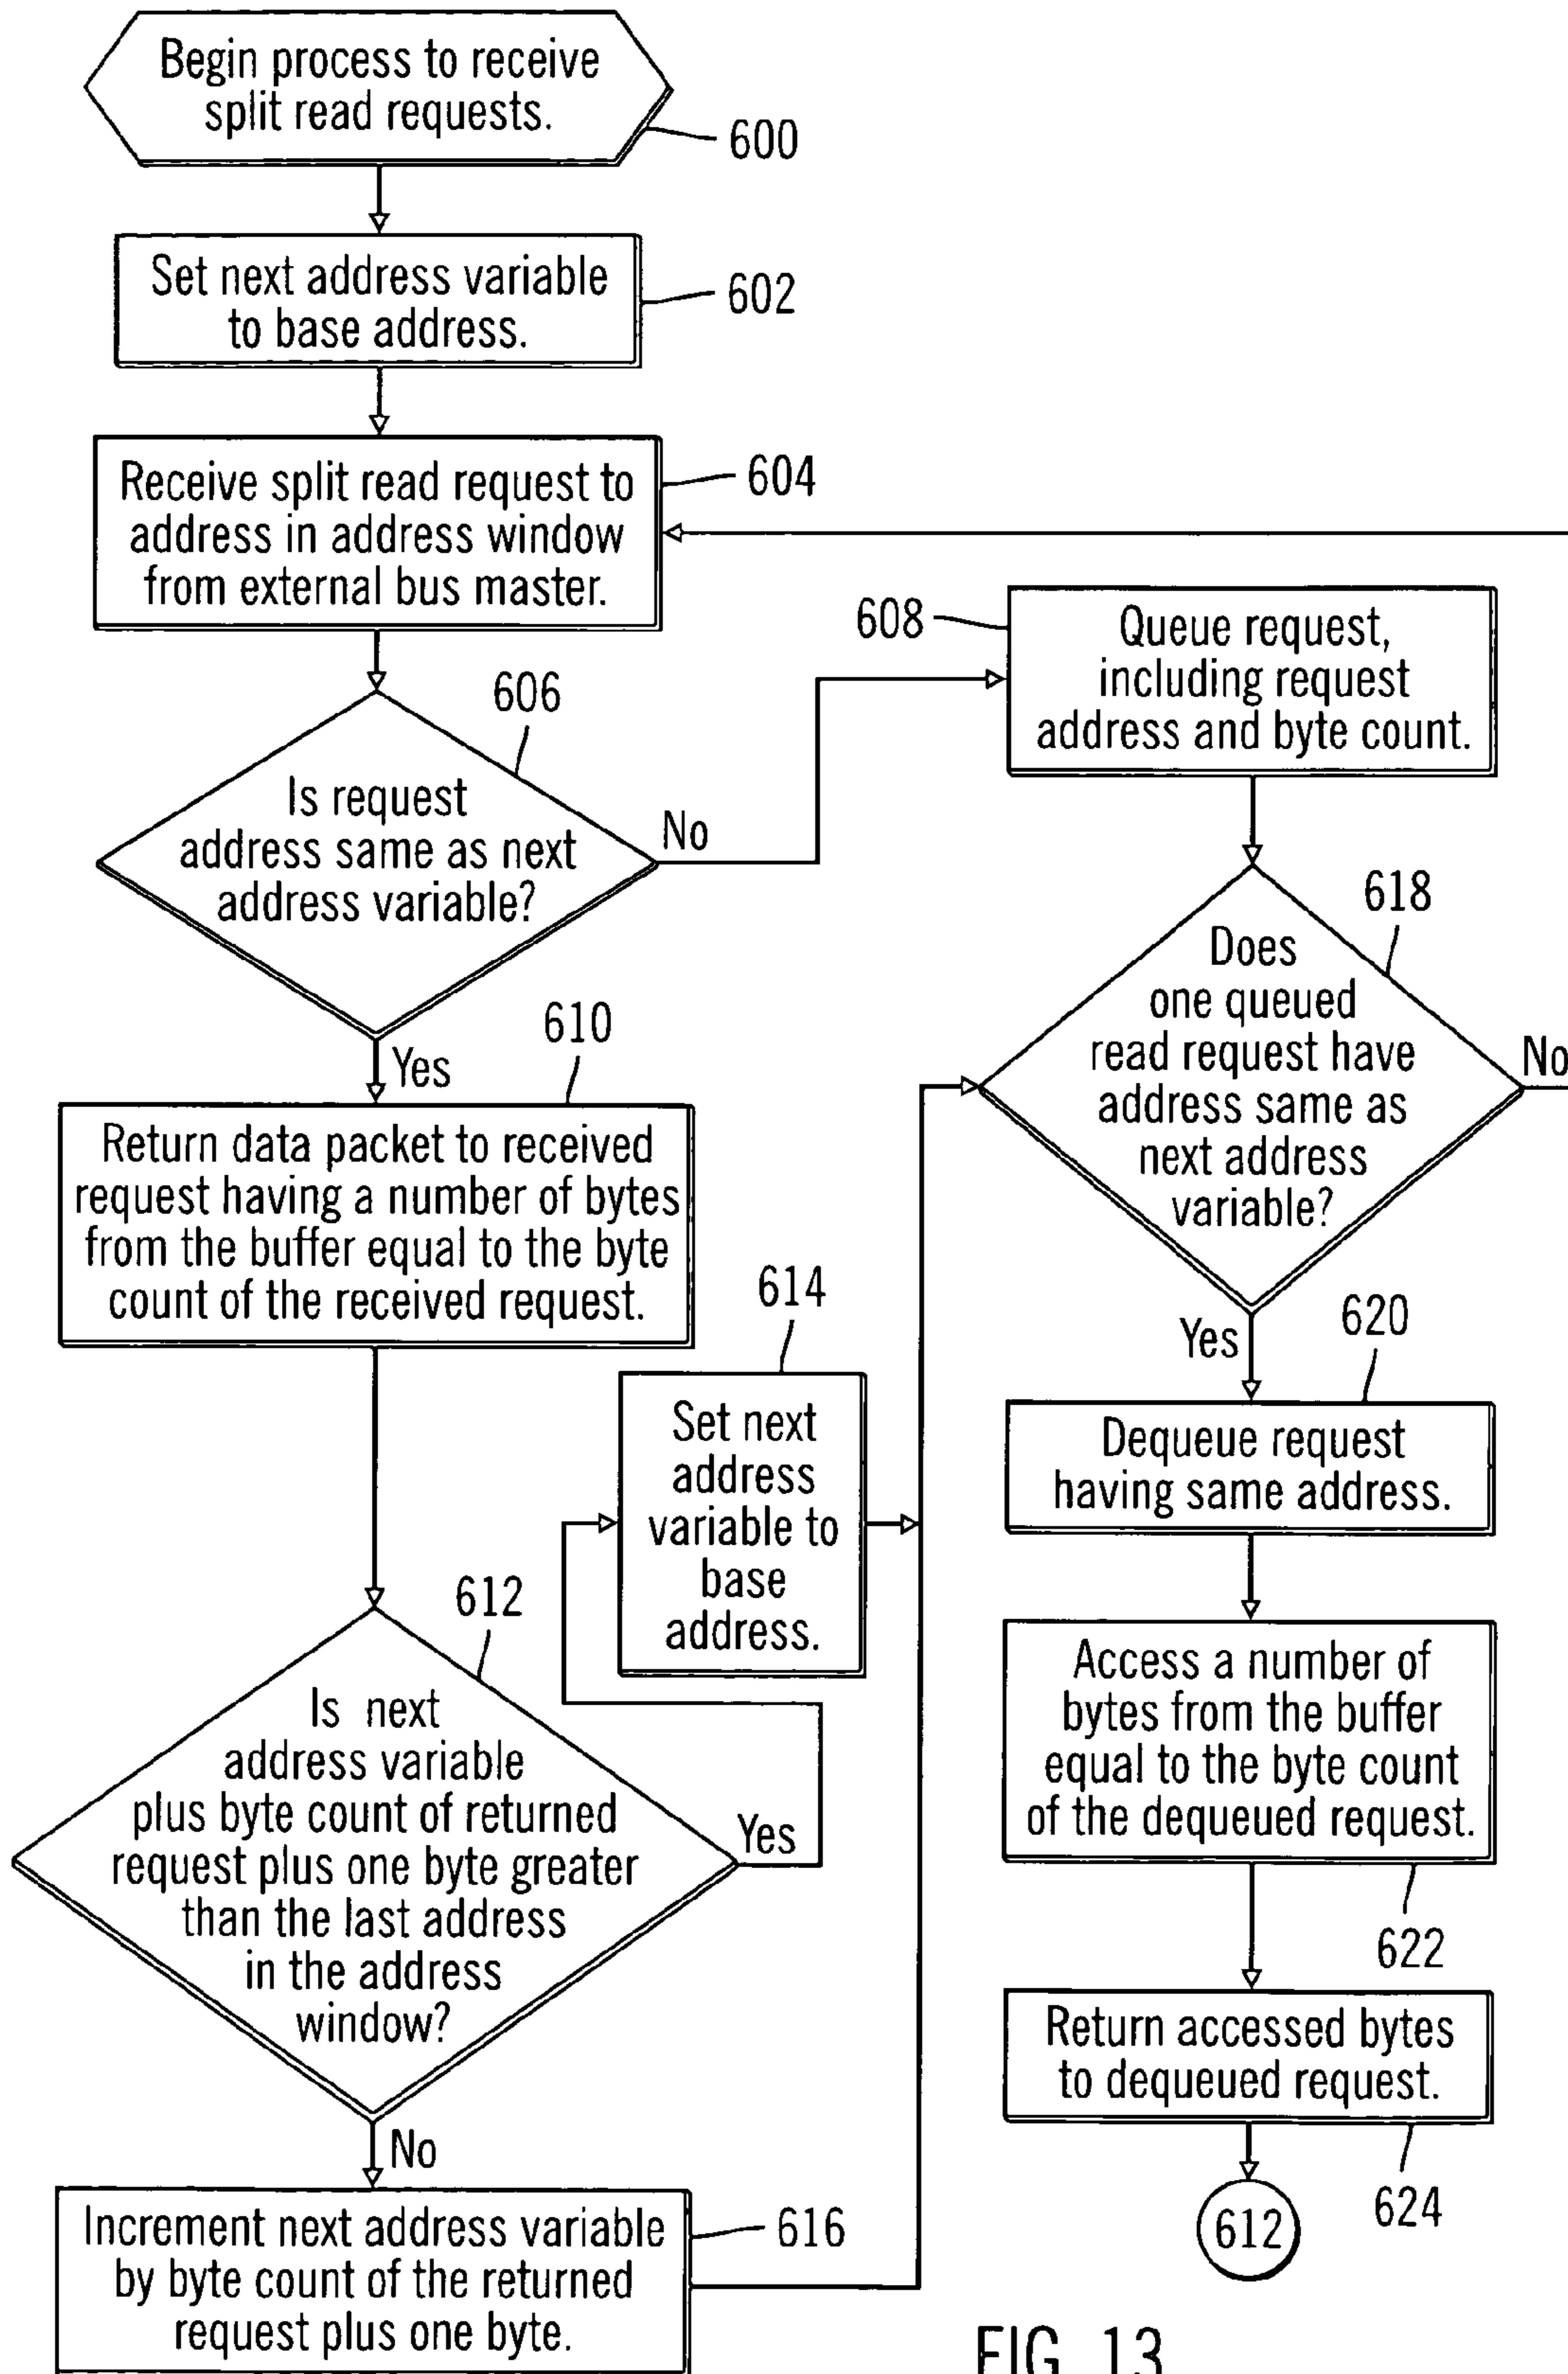 Begin process to receive
split read requests.
600
Set next address variable
to base address.
602
Receive split read request to
address in address window
from external bus master.
604
606
Is request
address same as next
address variable?
No
Yes
608
Queue request,
including request
address and byte count.
610
Return data packet to received
request having a number of bytes
from the buffer equal to the byte
count of the received request.
612
Is next
address variable
plus byte count of returned
request plus one byte greater
than the last address
in the address
window?
Yes
No
614
Set next
address
variable to
base
address.
Increment next address variable
by byte count of the returned
request plus one byte.
616
618
Does
one queued
read request have
address same as
next address
variable?
No
Yes
620
Dequeue request
having same address.
Access a number of
bytes from the buffer
equal to the byte count
of the dequeued request.
622
Return accessed bytes
to dequeued request.
624
612
FIG. 13